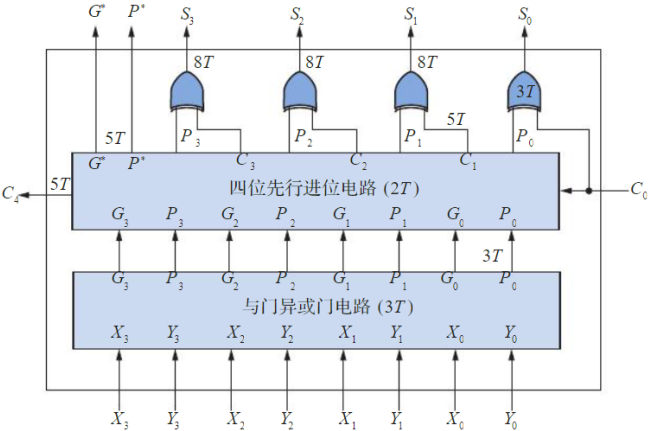 G* P* S₃ S₂ S₁ S₀
8T 8T 8T 3T
5T P₃ C₃ P₂ C₂ P₁ 5T C₁ P₀
G* P*
C₄ 5T 四位先行进位电路 (2T) C₀
G₃ P₃ G₂ P₂ G₁ P₁ G₀ P₀
3T
G₃ P₃ G₂ P₂ G₁ P₁ G₀ P₀
与门异或门电路 (3T)
X₃ Y₃ X₂ Y₂ X₁ Y₁ X₀ Y₀
X₃ Y₃ X₂ Y₂ X₁ Y₁ X₀ Y₀